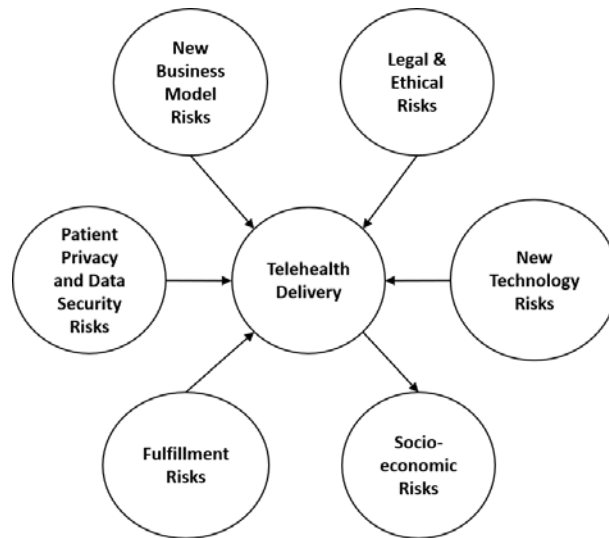 New
Business
Model
Risks
Legal &
Ethical
Risks
Patient
Privacy
and Data
Security
Risks
Telehealth
Delivery
New
Technology
Risks
Fulfillment
Risks
Socio-
economic
Risks